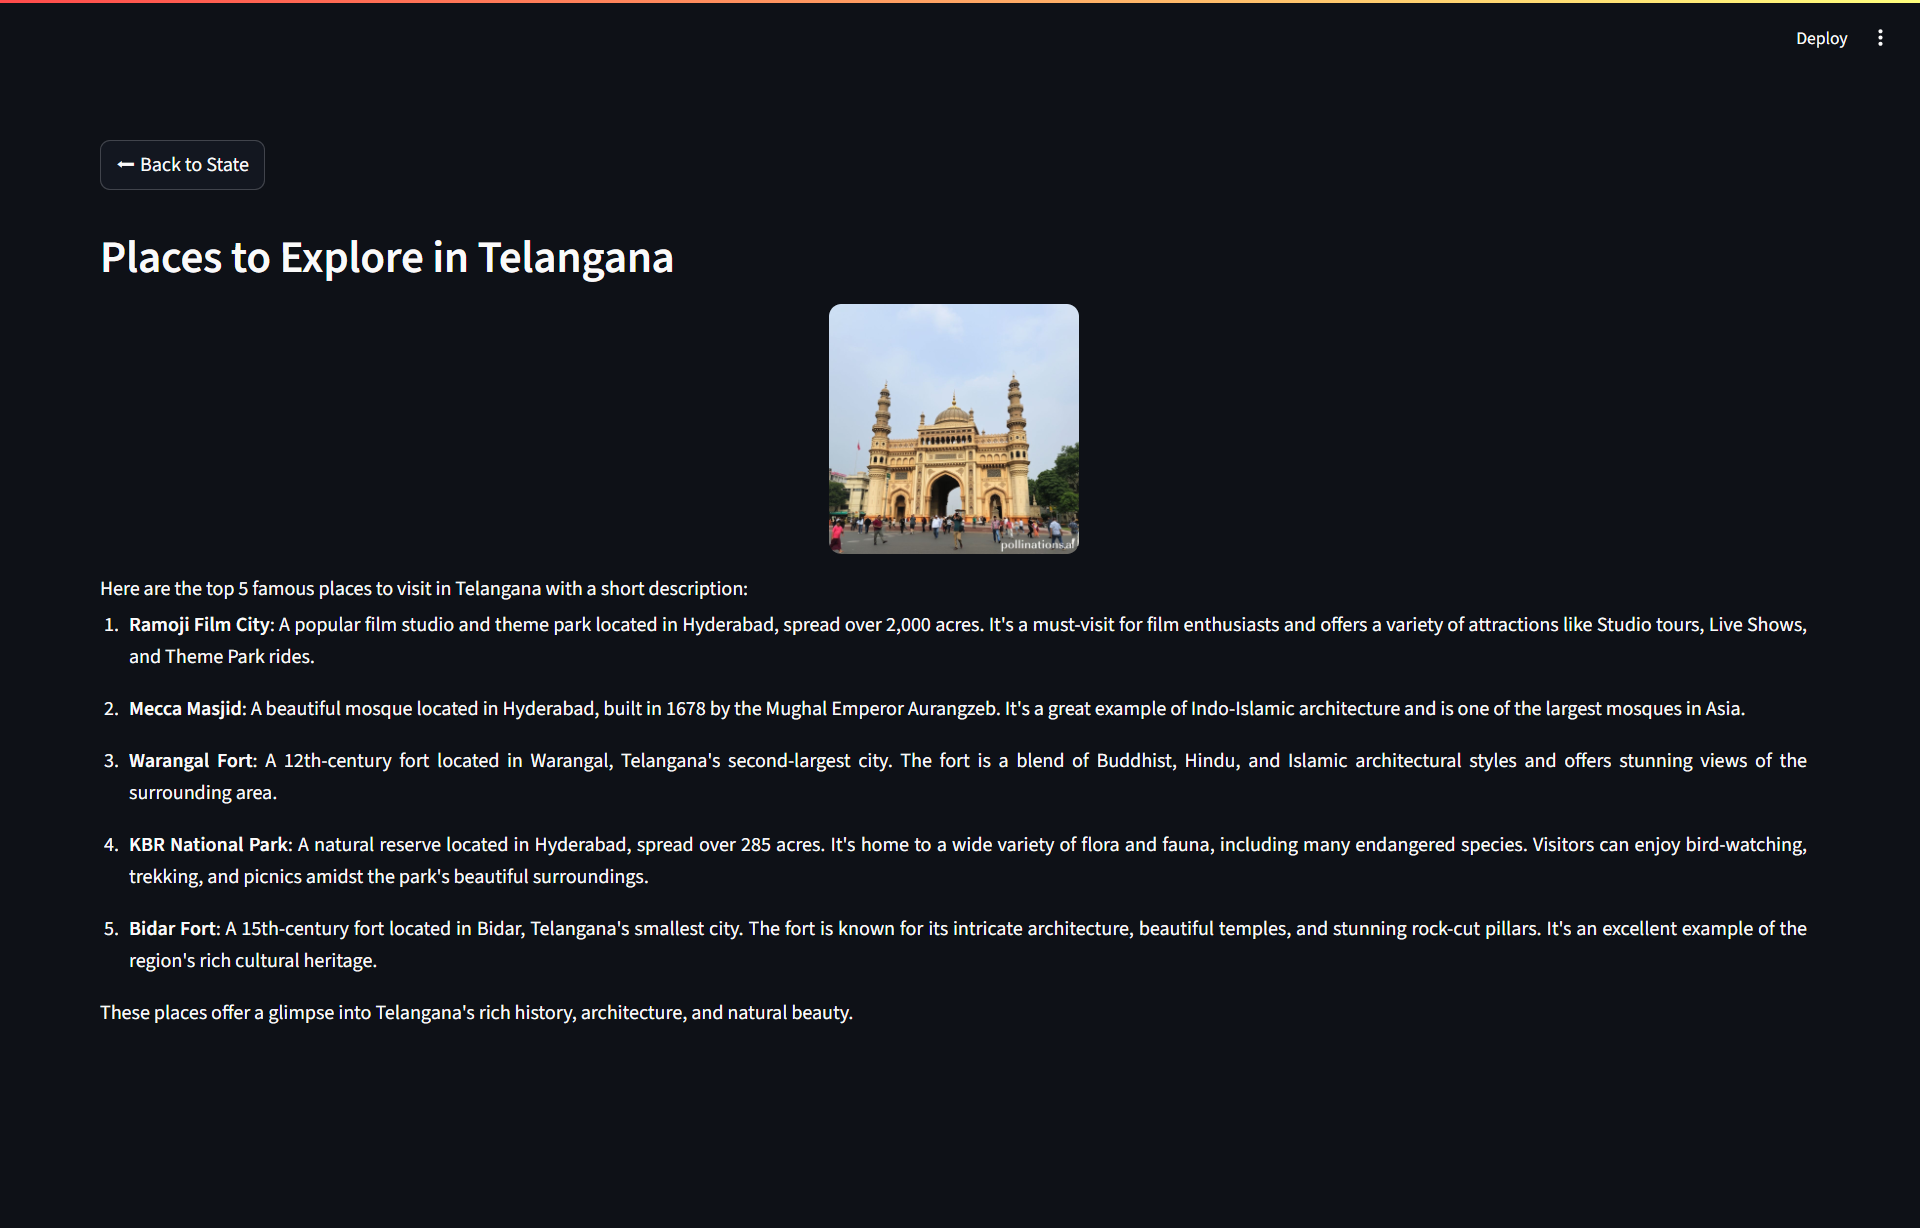 Deploy
Back to State
Places to Explore in Telangana
pollinations.ai
Here are the top 5 famous places to visit in Telangana with a short description:
1. Ramoji Film City: A popular film studio and theme park located in Hyderabad, spread over 2,000 acres. It's a must-visit for film enthusiasts and offers a variety of attractions like Studio tours, Live Shows,
and Theme Park rides.
2. Mecca Masjid: A beautiful mosque located in Hyderabad, built in 1678 by the Mughal Emperor Aurangzeb. It's a great example of Indo-Islamic architecture and is one of the largest mosques in Asia.
3. Warangal Fort: A 12th-century fort located in Warangal, Telangana's second-largest city. The fort is a blend of Buddhist, Hindu, and Islamic architectural styles and offers stunning views of the
surrounding area.
4. KBR National Park: A natural reserve located in Hyderabad, spread over 285 acres. It's home to a wide variety of flora and fauna, including many endangered species. Visitors can enjoy bird-watching,
trekking, and picnics amidst the park's beautiful surroundings.
5. Bidar Fort: A 15th-century fort located in Bidar, Telangana's smallest city. The fort is known for its intricate architecture, beautiful temples, and stunning rock-cut pillars. It's an excellent example of the
region's rich cultural heritage.
These places offer a glimpse into Telangana's rich history, architecture, and natural beauty.